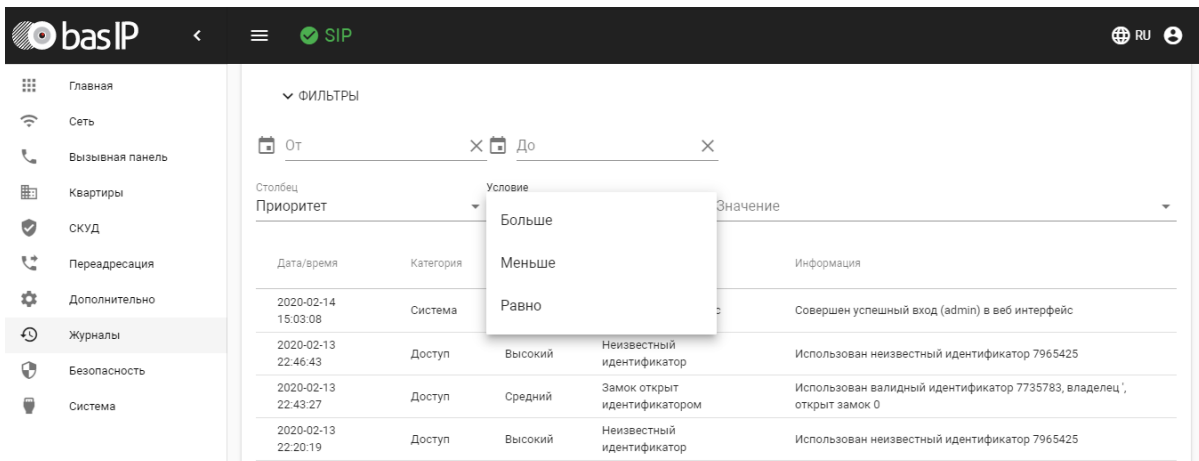 basIP
SIP
RU
Главная
Сеть
Вызывная панель
Квартиры
СКУД
Переадресация
Дополнительно
Журналы
Безопасность
Система
ФИЛЬТРЫ
От
До
Столбец
Условие
Приоритет
Значение
Больше
Меньше
Равно
Дата/время
Категория
Информация
2020-02-14
15:03:08
Система
Совершен успешный вход (admin) в веб интерфейс
2020-02-13
22:46:43
Доступ
Высокий
Неизвестный
идентификатор
Использован неизвестный идентификатор 7965425
2020-02-13
22:43:27
Доступ
Средний
Замок открыт
идентификатором
Использован валидный идентификатор 7735783, владелец ',
открыт замок 0
2020-02-13
22:20:19
Доступ
Высокий
Неизвестный
идентификатор
Использован неизвестный идентификатор 7965425